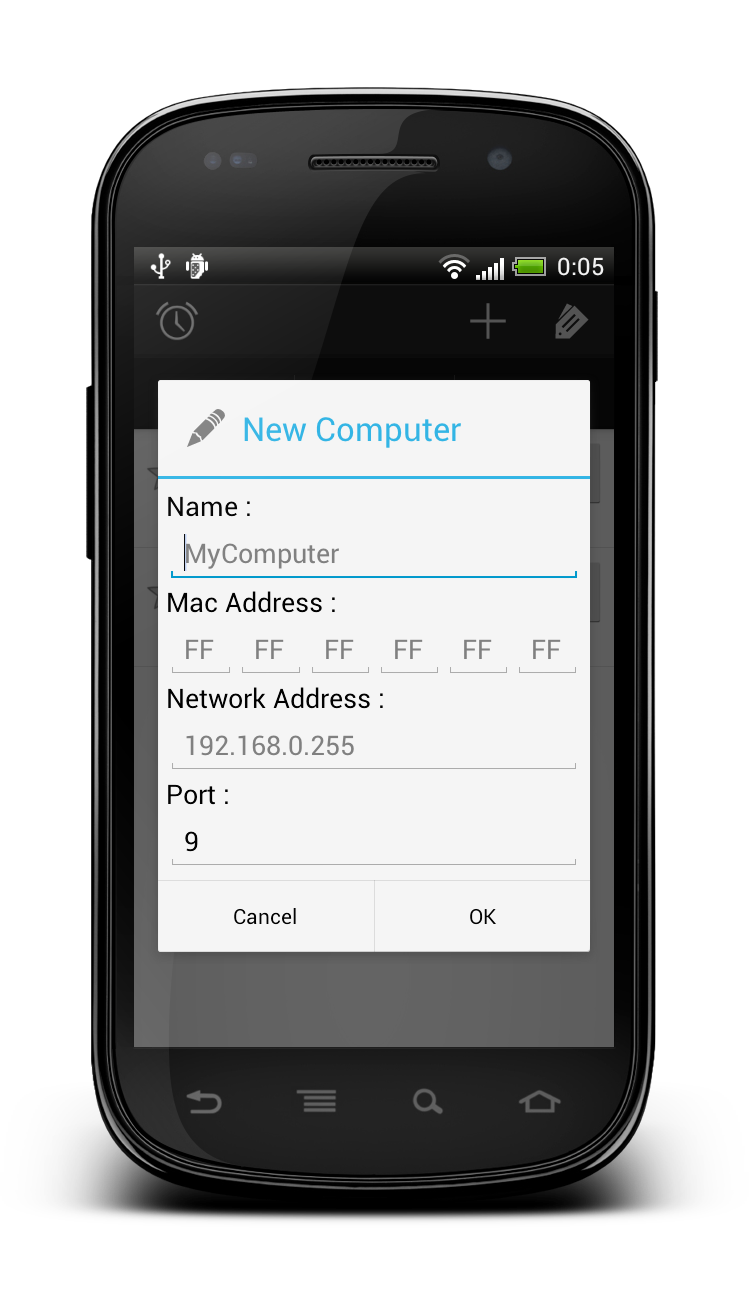 0:05
New Computer
Name :
MyComputer
Mac Address :
FF FF FF FF FF FF
Network Address :
192.168.0.255
Port :
9
Cancel OK